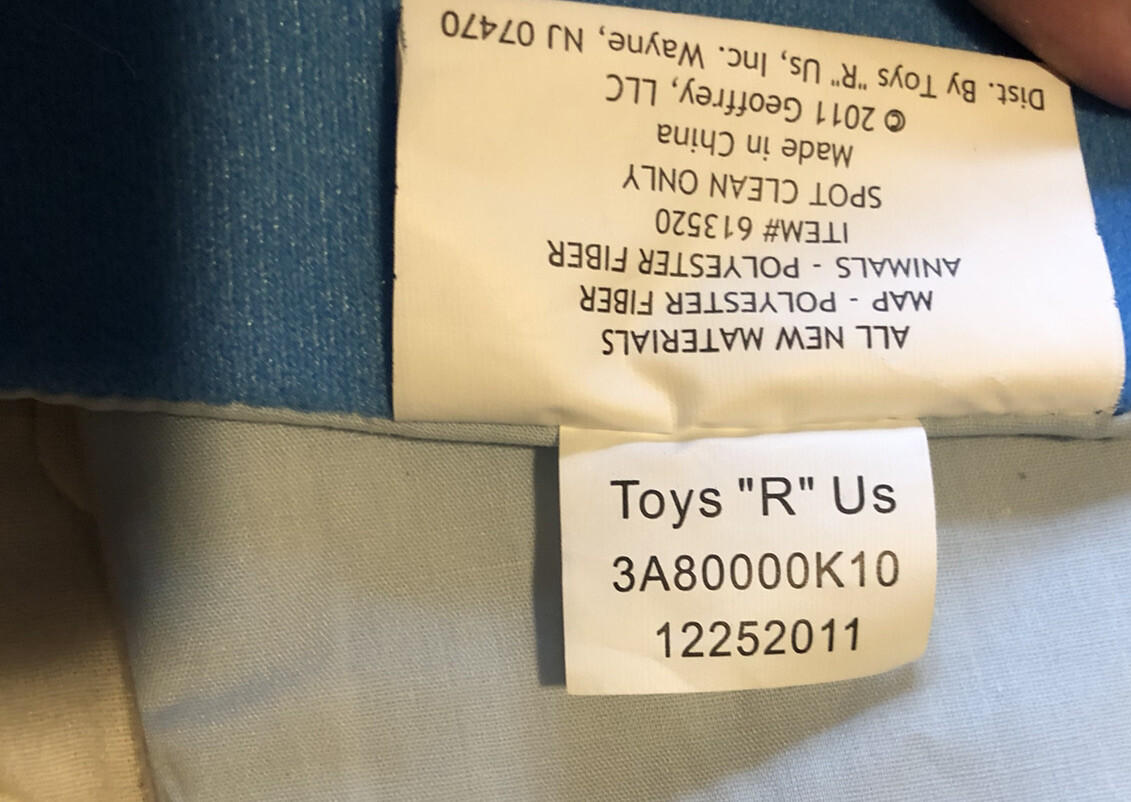 ALL NEW MATERIALS
MAP - POLYESTER FIBER
ANIMALS - POLYESTER FIBER
ITEM# 613520
SPOT CLEAN ONLY
Made in China
© 2011 Geoffrey, LLC
Dist. By Toys "R" Us, Inc. Wayne, NJ 07470
Toys "R" Us
3A80000K10
12252011